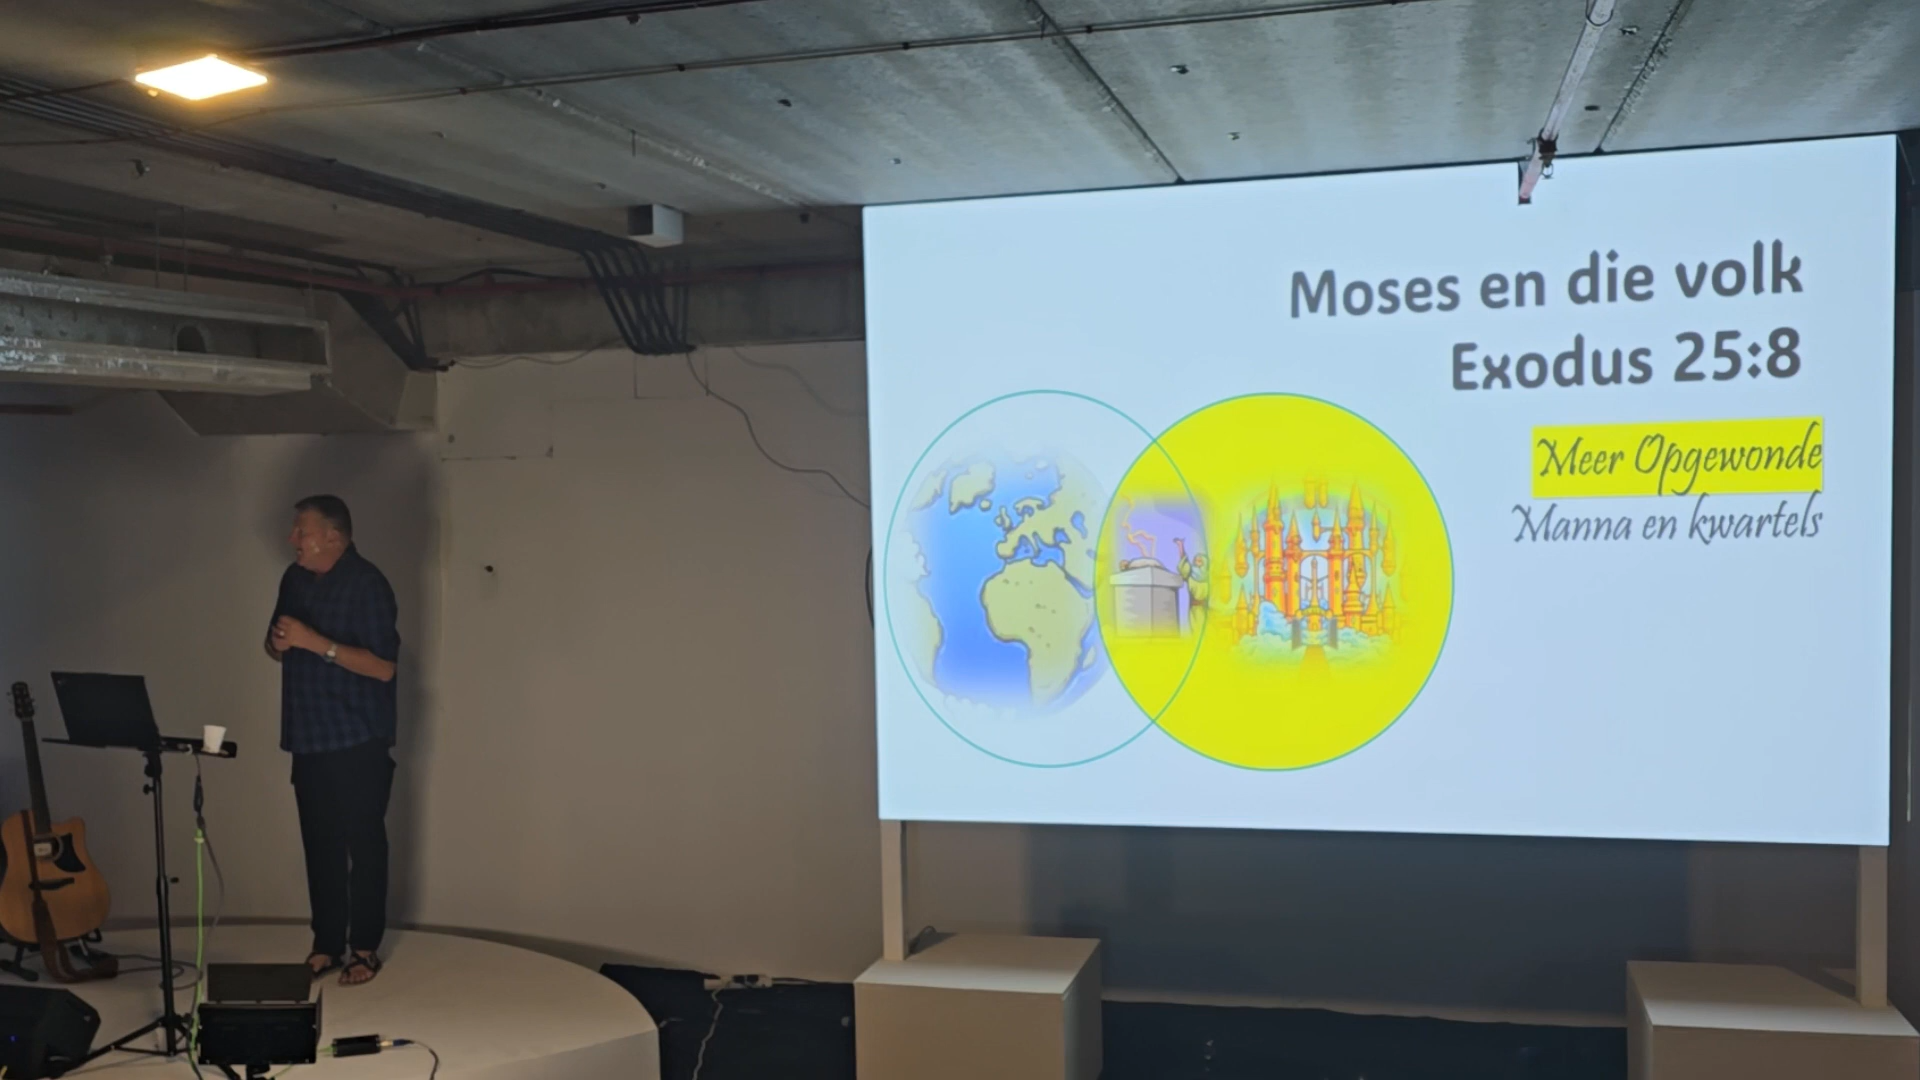 Moses en die volk
Exodus 25:8
Meer Opgewonde
Manna en kwartels